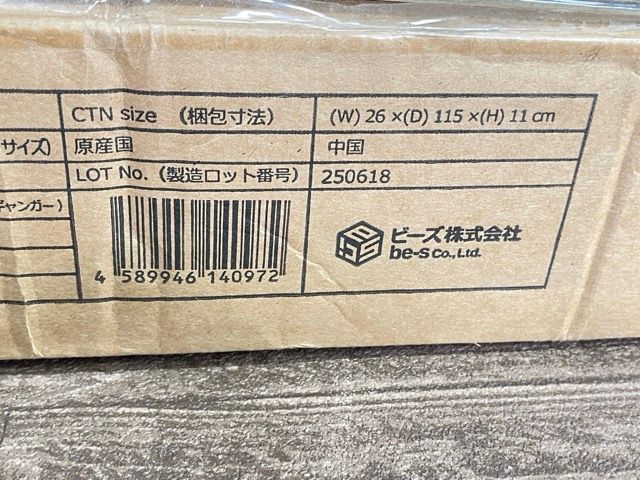 CTN size (梱包寸法) (W) 26 ×(D) 115 ×(H) 11 cm
サイズ) 原産国 中国
LOT No. (製造ロット番号) 250618
ギャンガー)
4 589946 140972
ビーズ株式会社
be-s Co., Ltd.